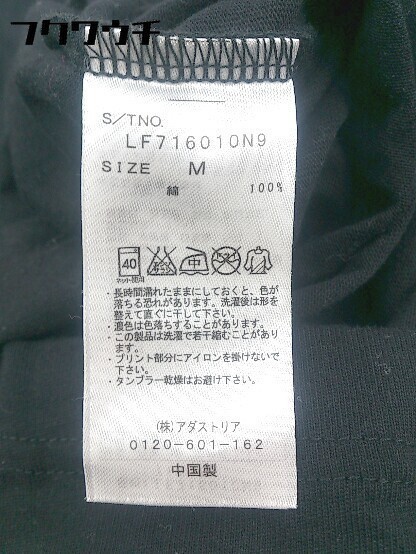 フクワウチ
S/TNO.
LF716010N9
SIZE M
綿 100%
40 中
ネット使用
・長時間濡れたままにしておくと、色が
落ちる恐れがあります。洗濯後は形を
整えて直ぐに干して下さい。
・濃色は色落ちすることがあります。
・この製品は洗濯で若干縮むことがあり
ます。
・プリント部分にアイロンを掛けないで
下さい。
・タンブラー乾燥はお避け下さい。
(株)アダストリア
0120-601-162
中国製